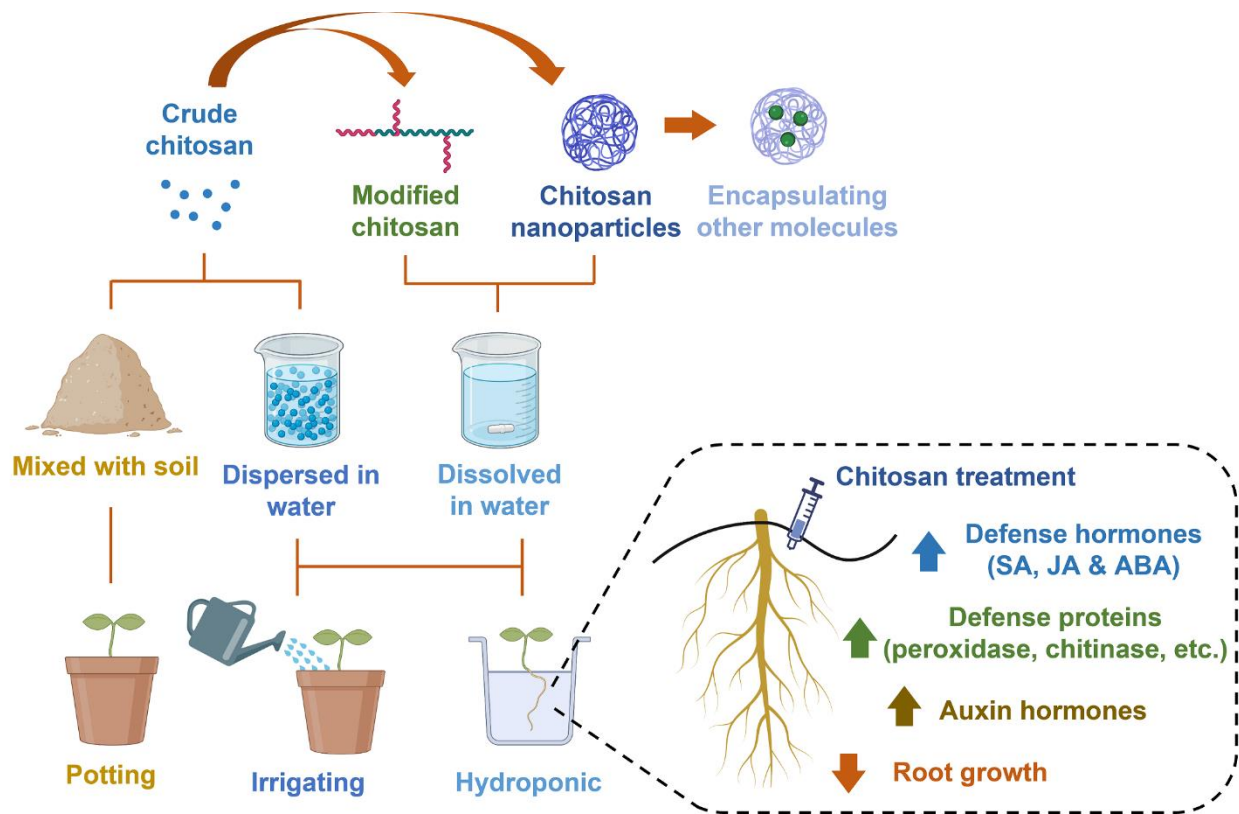 Crude
chitosan
Modified
chitosan
Chitosan
nanoparticles
Encapsulating
other molecules
Mixed with soil
Dispersed in
water
Dissolved
in water
Potting
Irrigating
Hydroponic
Chitosan treatment
Defense hormones
(SA, JA & ABA)
Defense proteins
(peroxidase, chitinase, etc.)
Auxin hormones
Root growth